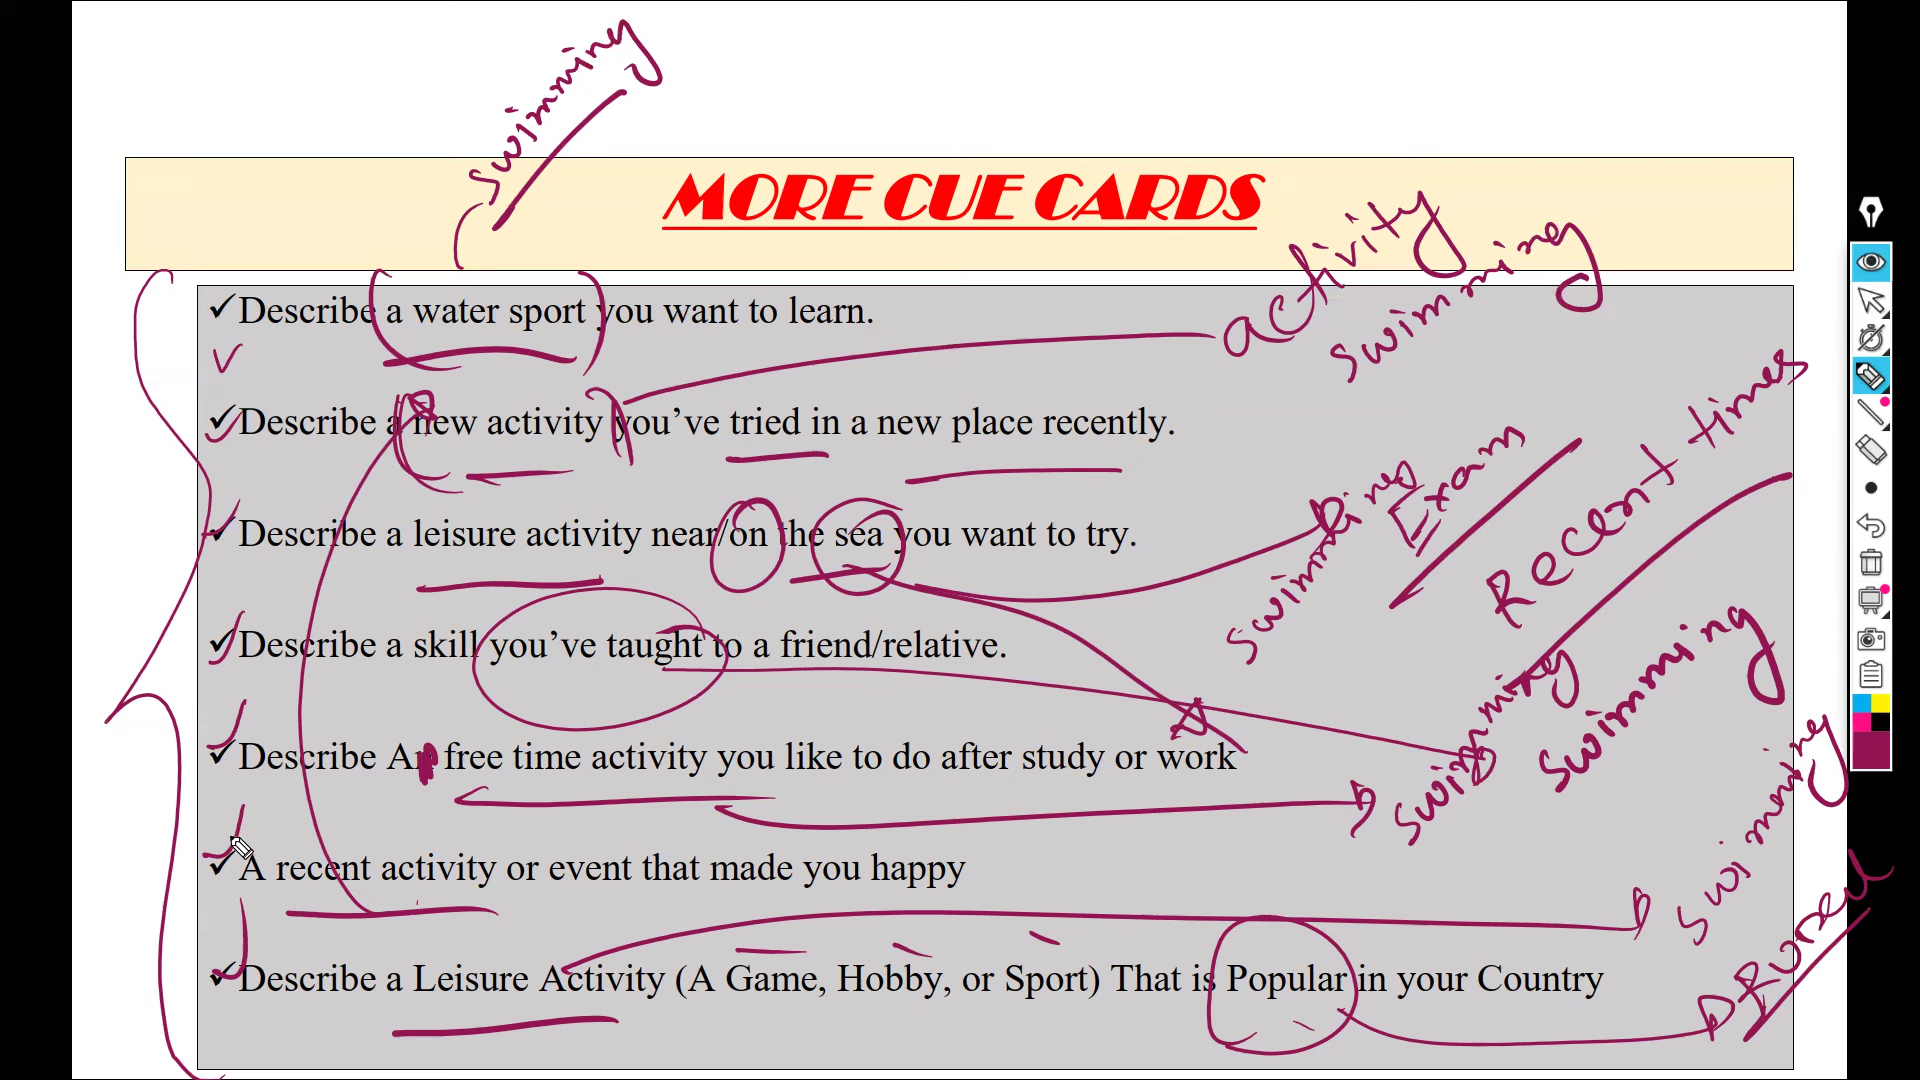 swimming
MORE CUE CARDS
activity
swimming
Describe a water sport you want to learn.
Describe a new activity you've tried in a new place recently.
Recent times
Exam
swimming
Describe a leisure activity near/on the sea you want to try.
Describe a skill you've taught to a friend/relative.
swimming
swimming
Describe A free time activity you like to do after study or work
swimming
A recent activity or event that made you happy
Describe a Leisure Activity (A Game, Hobby, or Sport) That is Popular in your Country